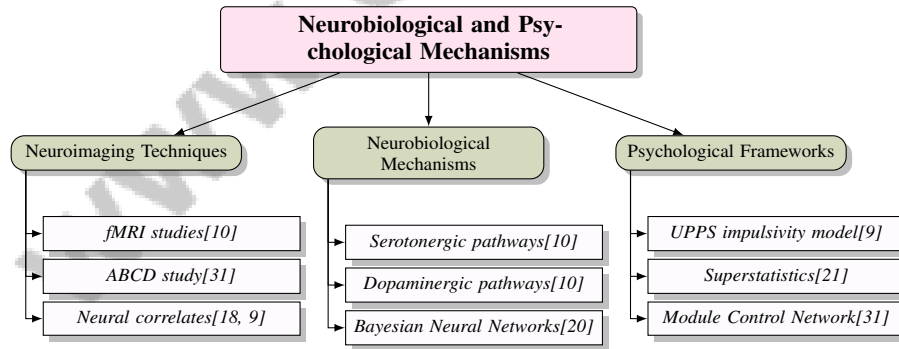 Neurobiological and Psy-
chological Mechanisms
Neuroimaging Techniques
fMRI studies[10]
ABCD study[31]
Neural correlates[18, 9]
Neurobiological
Mechanisms
Serotonergic pathways[10]
Dopaminergic pathways[10]
Bayesian Neural Networks[20]
Psychological Frameworks
UPPS impulsivity model[9]
Superstatistics[21]
Module Control Network[31]
www.